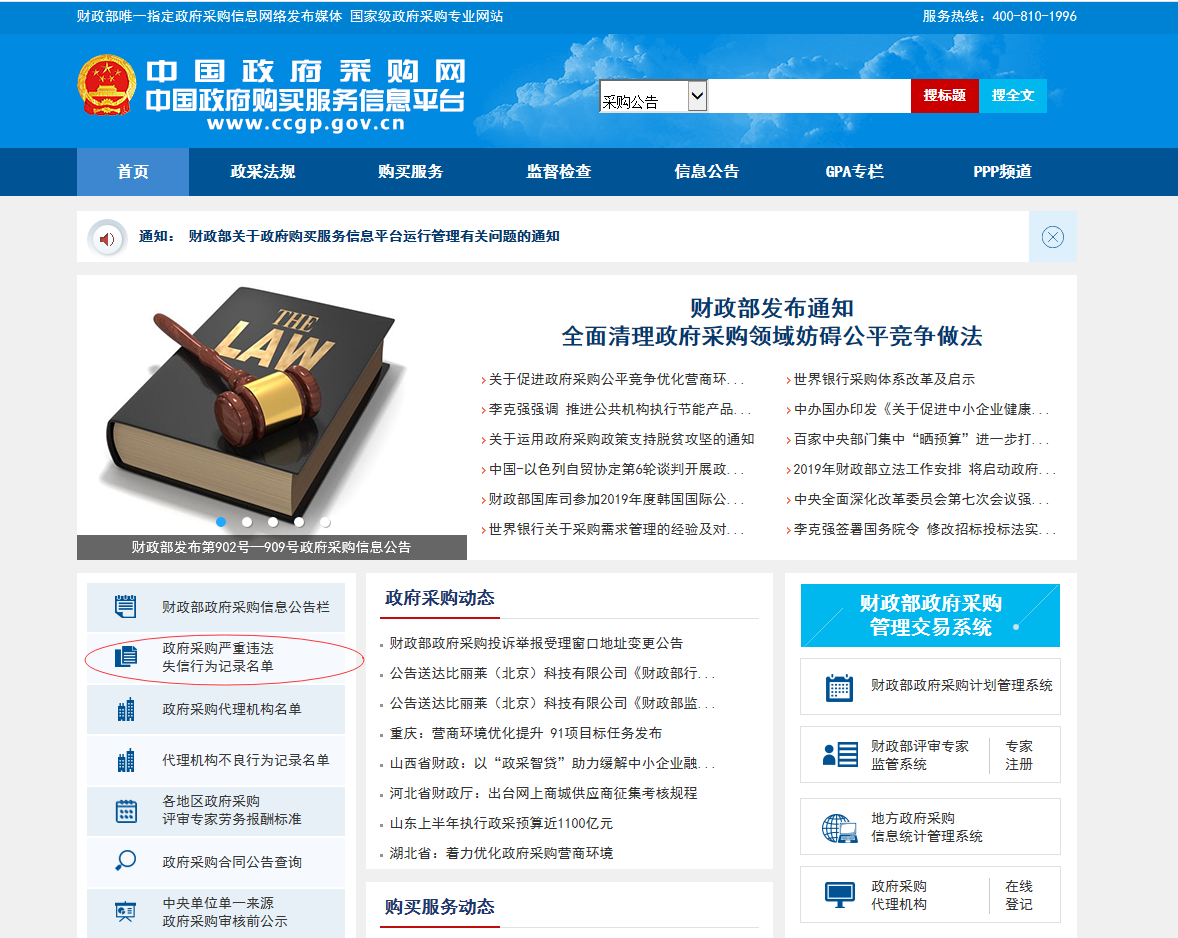 财政部唯一指定政府采购信息网络发布媒体 国家级政府采购专业网站
服务热线：400-810-1996
中国政府采购网
中国政府购买服务信息平台
www.ccgp.gov.cn
采购公告
搜标题
搜全文
首页
政采法规
购买服务
监督检查
信息公告
GPA专栏
PPP频道
通知： 财政部关于政府购买服务信息平台运行管理有关问题的通知
THE
LAW
财政部发布第902号—909号政府采购信息公告
财政部发布通知
全面清理政府采购领域妨碍公平竞争做法
关于促进政府采购公平竞争优化营商环...
李克强强调 推进公共机构执行节能产品...
关于运用政府采购政策支持脱贫攻坚的通知
中国-以色列自贸协定第6轮谈判开展政...
财政部国库司参加2019年度韩国国际公...
世界银行关于采购需求管理的经验及对...
世界银行采购体系改革及启示
中办国办印发《关于促进中小企业健康...
百家中央部门集中“晒预算”进一步打...
2019年财政部立法工作安排 将启动政府...
中央全面深化改革委员会第七次会议强...
李克强签署国务院令 修改招标投标法实...
财政部政府采购信息公告栏
政府采购严重违法
失信行为记录名单
政府采购代理机构名单
代理机构不良行为记录名单
各地区政府采购
评审专家劳务报酬标准
政府采购合同公告查询
中央单位单一来源
政府采购审核前公示
政府采购动态
财政部政府采购投诉举报受理窗口地址变更公告
公告送达比丽莱（北京）科技有限公司《财政部行...
公告送达比丽莱（北京）科技有限公司《财政部监...
重庆：营商环境优化提升 91项目标任务发布
山西省财政：以“政采智贷”助力缓解中小企业融...
河北省财政厅：出台网上商城供应商征集考核规程
山东上半年执行政采预算近1100亿元
湖北省：着力优化政府采购营商环境
购买服务动态
财政部政府采购
管理交易系统
财政部政府采购计划管理系统
财政部评审专家
监管系统
专家
注册
地方政府采购
信息统计管理系统
政府采购
代理机构
在线
登记